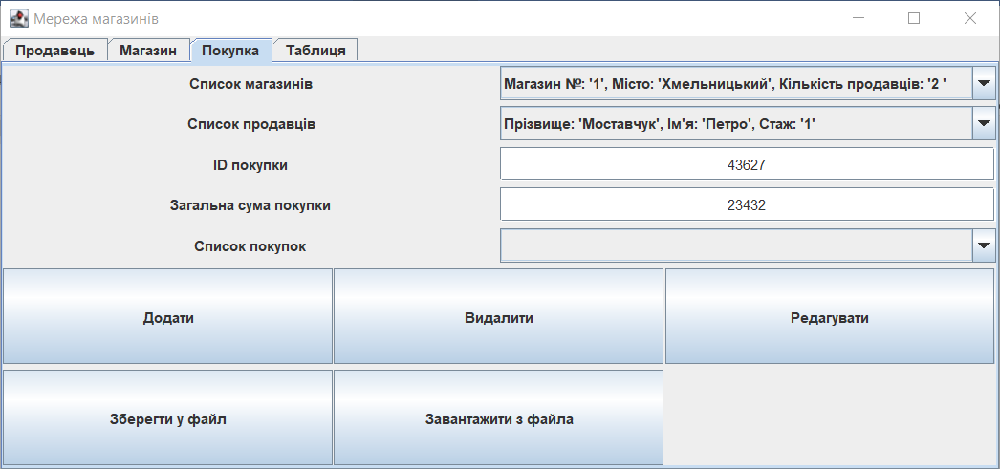 Мережа магазинів
Продавець Магазин Покупка Таблиця
Список магазинів Магазин №: '1', Місто: 'Хмельницький', Кількість продавців: '2 '
Список продавців Прізвище: 'Моставчук', Ім'я: 'Петро', Стаж: '1'
ID покупки 43627
Загальна сума покупки 23432
Список покупок
Додати Видалити Редагувати
Зберегти у файл Завантажити з файла